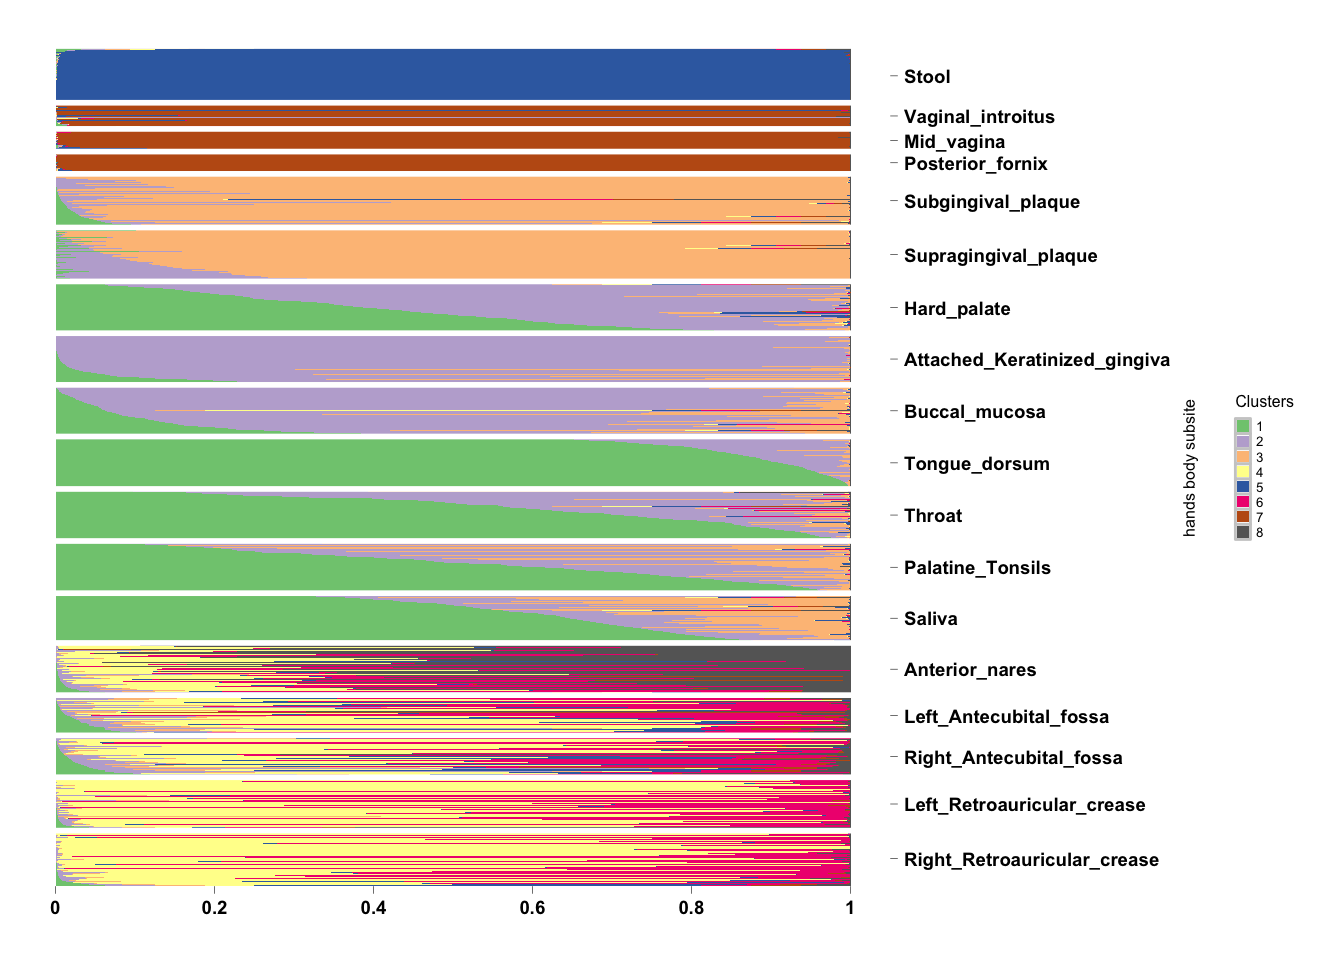 Stool
Vaginal_introitus
Mid_vagina
Posterior_fornix
Subgingival_plaque
Supragingival_plaque
Hard_palate
Attached_Keratinized_gingiva
Buccal_mucosa
Tongue_dorsum
Throat
Palatine_Tonsils
Saliva
Anterior_nares
Left_Antecubital_fossa
Right_Antecubital_fossa
Left_Retroauricular_crease
Right_Retroauricular_crease
0 0.2 0.4 0.6 0.8 1
hands body subsite
Clusters
1
2
3
4
5
6
7
8